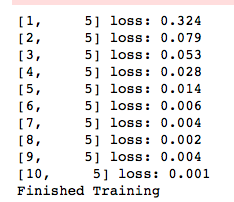 [1,     5] loss: 0.324
[2,     5] loss: 0.079
[3,     5] loss: 0.053
[4,     5] loss: 0.028
[5,     5] loss: 0.014
[6,     5] loss: 0.006
[7,     5] loss: 0.004
[8,     5] loss: 0.002
[9,     5] loss: 0.004
[10,     5] loss: 0.001
Finished Training